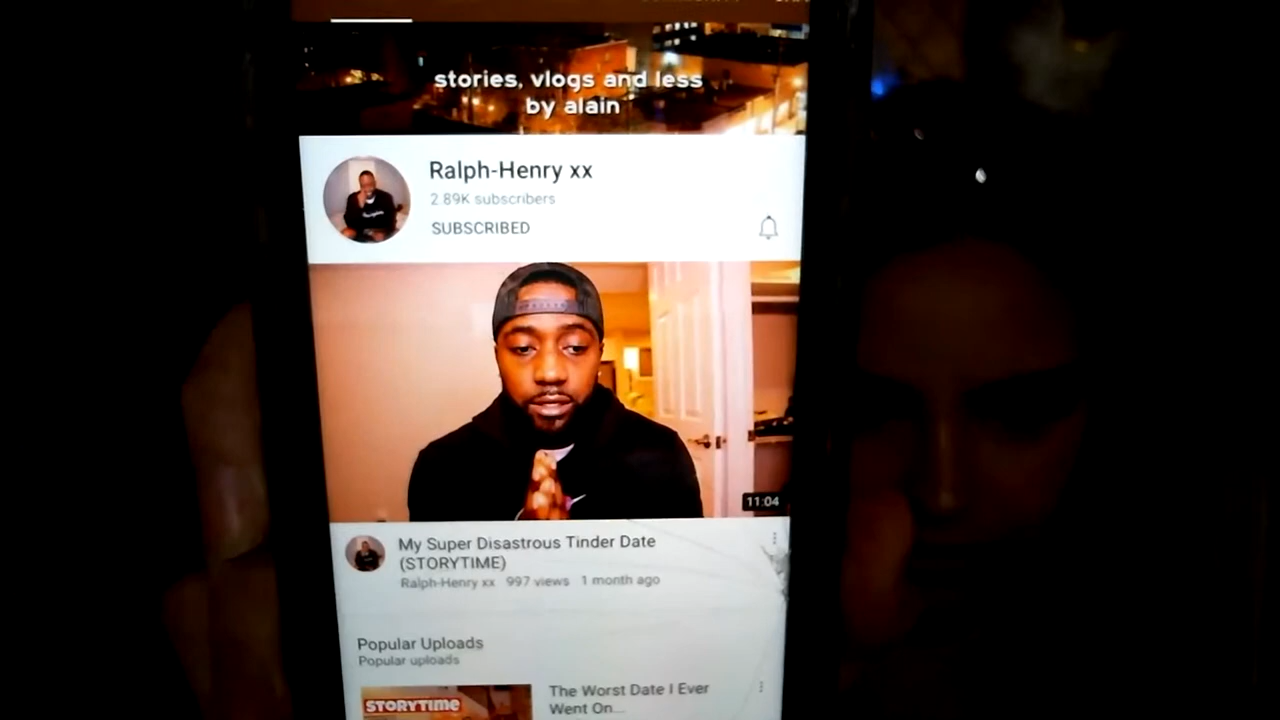 stories, vlogs and less
by alain
Ralph-Henry xx
2.89K subscribers
SUBSCRIBED
11:04
My Super Disastrous Tinder Date
(STORYTIME)
Ralph-Henry xx 997 views 1 month ago
Popular Uploads
Popular uploads
STORYTIME
The Worst Date I Ever
Went On...